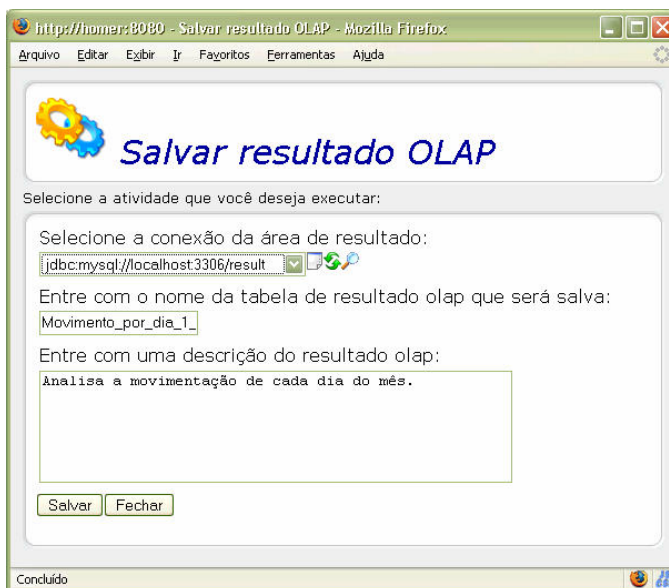 http://homer:8080 - Salvar resultado OLAP - Mozilla Firefox
Arquivo Editar Exibir Ir Favoritos Ferramentas Ajuda
Salvar resultado OLAP
Selecione a atividade que você deseja executar:
Selecione a conexão da área de resultado:
jdbc:mysql://localhost:3306/result
Entre com o nome da tabela de resultado olap que será salva:
Movimento_por_dia_1_
Entre com uma descrição do resultado olap:
Analisa a movimentação de cada dia do mês.
Salvar Fechar
Concluído